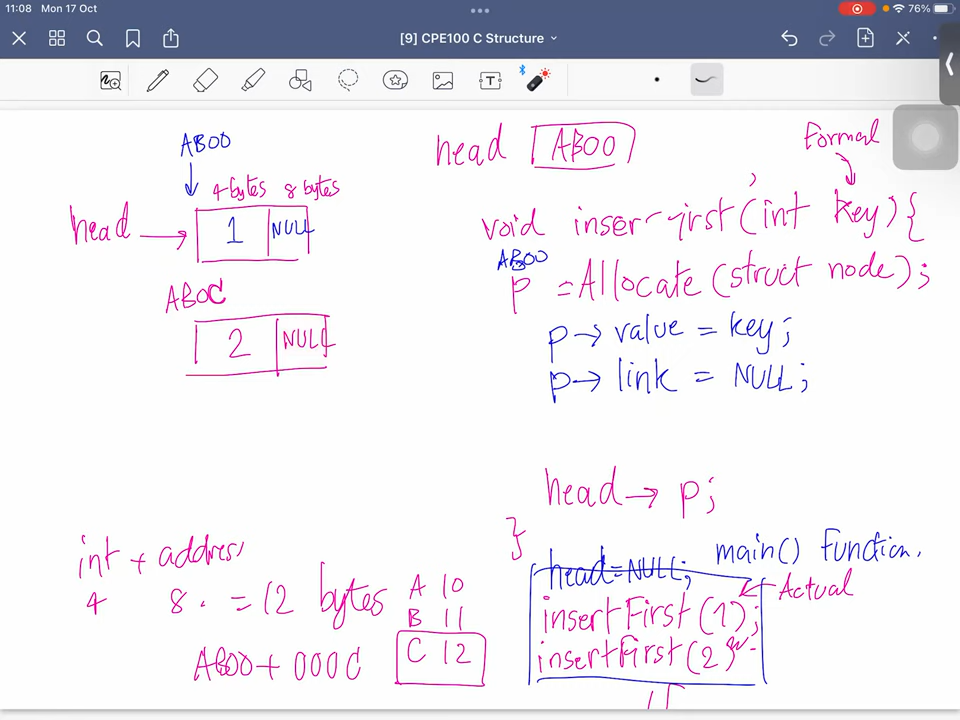 11:08 Mon 17 Oct
76%
[9] CPE100 C Structure
AB00
4 bytes 8 bytes
head → 1 NULL
AB0C
2 NULL
int + address
4 8 . = 12 bytes
AB00 + 000C
A 10
B 11
C 12
head AB00
Formal
void insertFirst(int key){
AB00
p = Allocate(struct node);
p → value = key;
p → link = NULL;
head → p;
}
head = NULL; main() function.
Actual
insertFirst(1);
insertFirst(2)